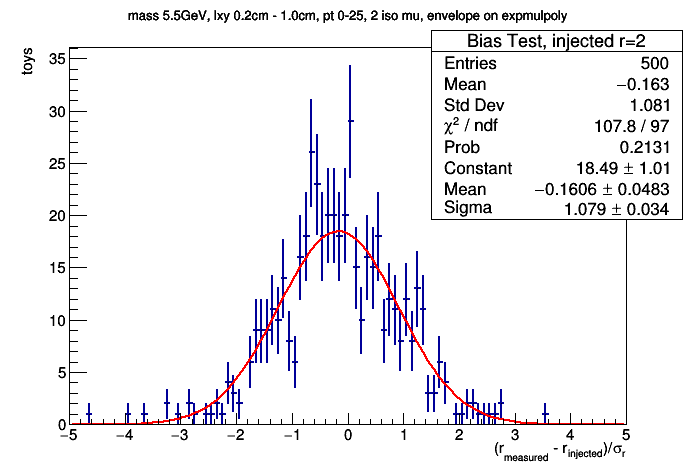 mass 5.5GeV, lxy 0.2cm - 1.0cm, pt 0-25, 2 iso mu, envelope on expmulpoly
Bias Test, injected r=2
Entries 500
Mean −0.163
Std Dev 1.081
χ² / ndf 107.8 / 97
Prob 0.2131
Constant 18.49 ± 1.01
Mean −0.1606 ± 0.0483
Sigma 1.079 ± 0.034
toys
35
30
25
20
15
10
5
0
−5 −4 −3 −2 −1 0 1 2 3 4 5
(r_measured - r_injected)/σ_r